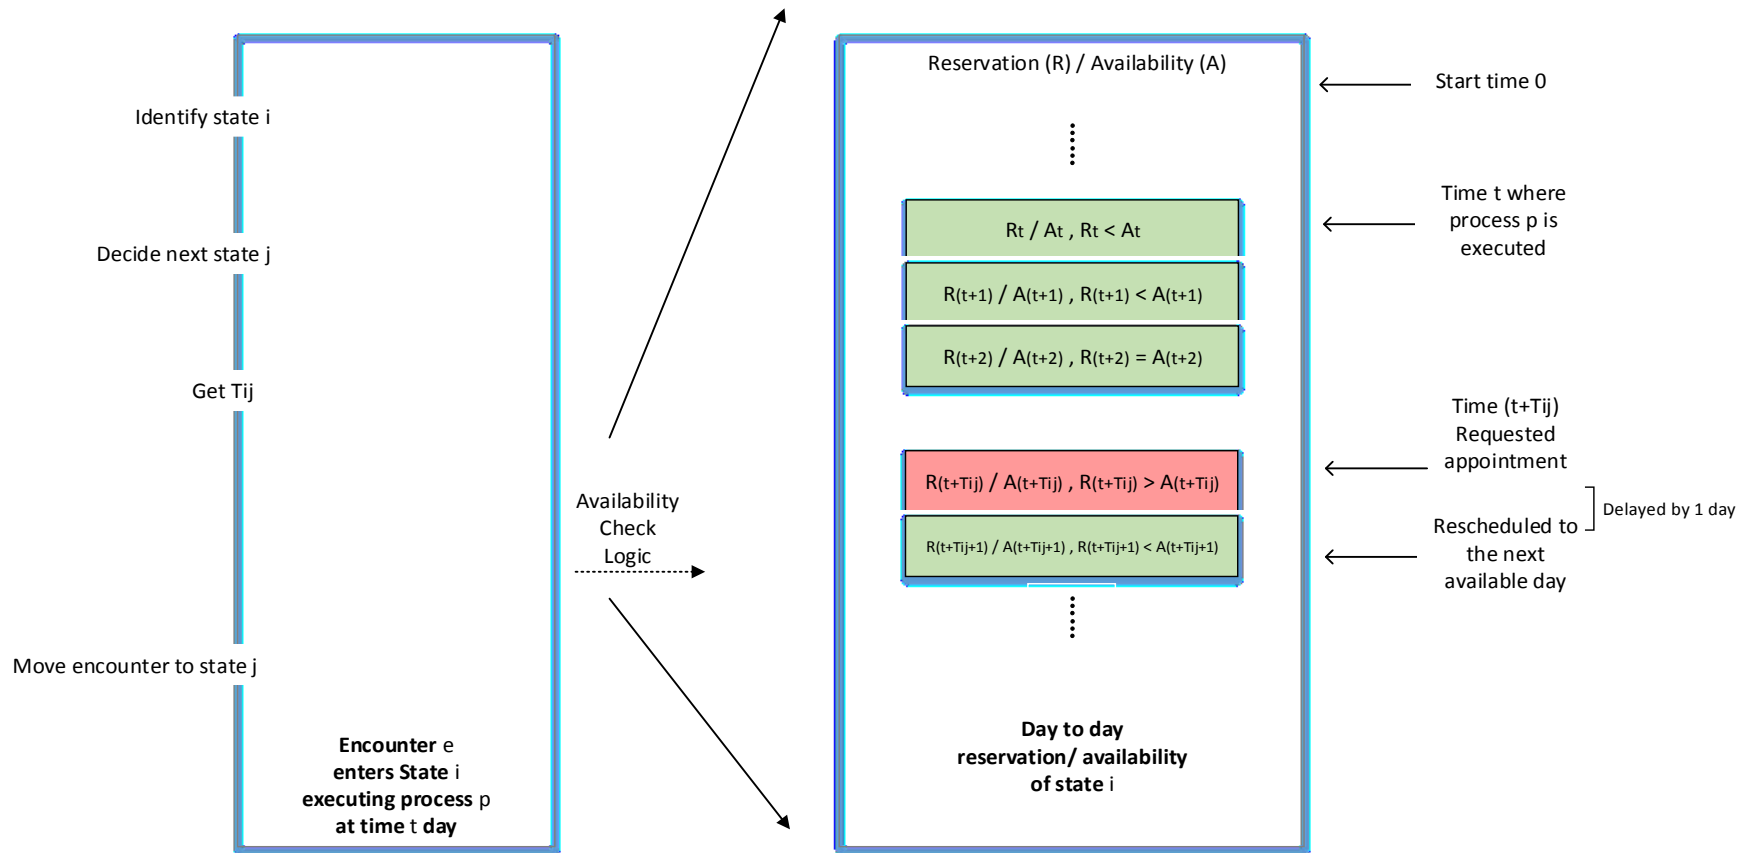 Identify state i
Decide next state j
Get Tij
Move encounter to state j
Encounter e
enters State i
executing process p
at time t day
Availability
Check
Logic
Reservation (R) / Availability (A)
Rt / At , Rt < At
R(t+1) / A(t+1) , R(t+1) < A(t+1)
R(t+2) / A(t+2) , R(t+2) = A(t+2)
R(t+Tij) / A(t+Tij) , R(t+Tij) > A(t+Tij)
R(t+Tij+1) / A(t+Tij+1) , R(t+Tij+1) < A(t+Tij+1)
Day to day
reservation/ availability
of state i
Start time 0
Time t where
process p is
executed
Time (t+Tij)
Requested
appointment
Rescheduled to
the next
available day
Delayed by 1 day